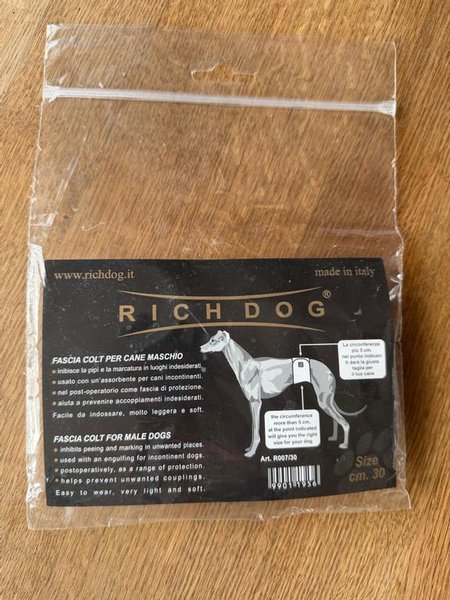 www.richdog.it
made in italy
RICH DOG®
FASCIA COLT PER CANE MASCHIO
• inibisce la pipì e la marcatura in luoghi indesiderati.
• usato con un'assorbente per cani incontinenti.
• nel post-operatorio come fascia di protezione.
• aiuta a prevenire accoppiamenti indesiderati.
Facile da indossare, molto leggera e soft.
La circonferenza
più 5 cm.
nel punto indicato
ti darà la giusta
taglia per
il tuo cane
FASCIA COLT FOR MALE DOGS
• inhibits peeing and marking in unwanted places.
• used with an engulfing for incontinent dogs.
• postoperatively, as a range of protection.
• helps prevent unwanted couplings.
Easy to wear, very light and soft.
the circumference
more than 5 cm.
at the point indicated
will give you the right
size for your dog
Art. R007/30
Size
cm. 30